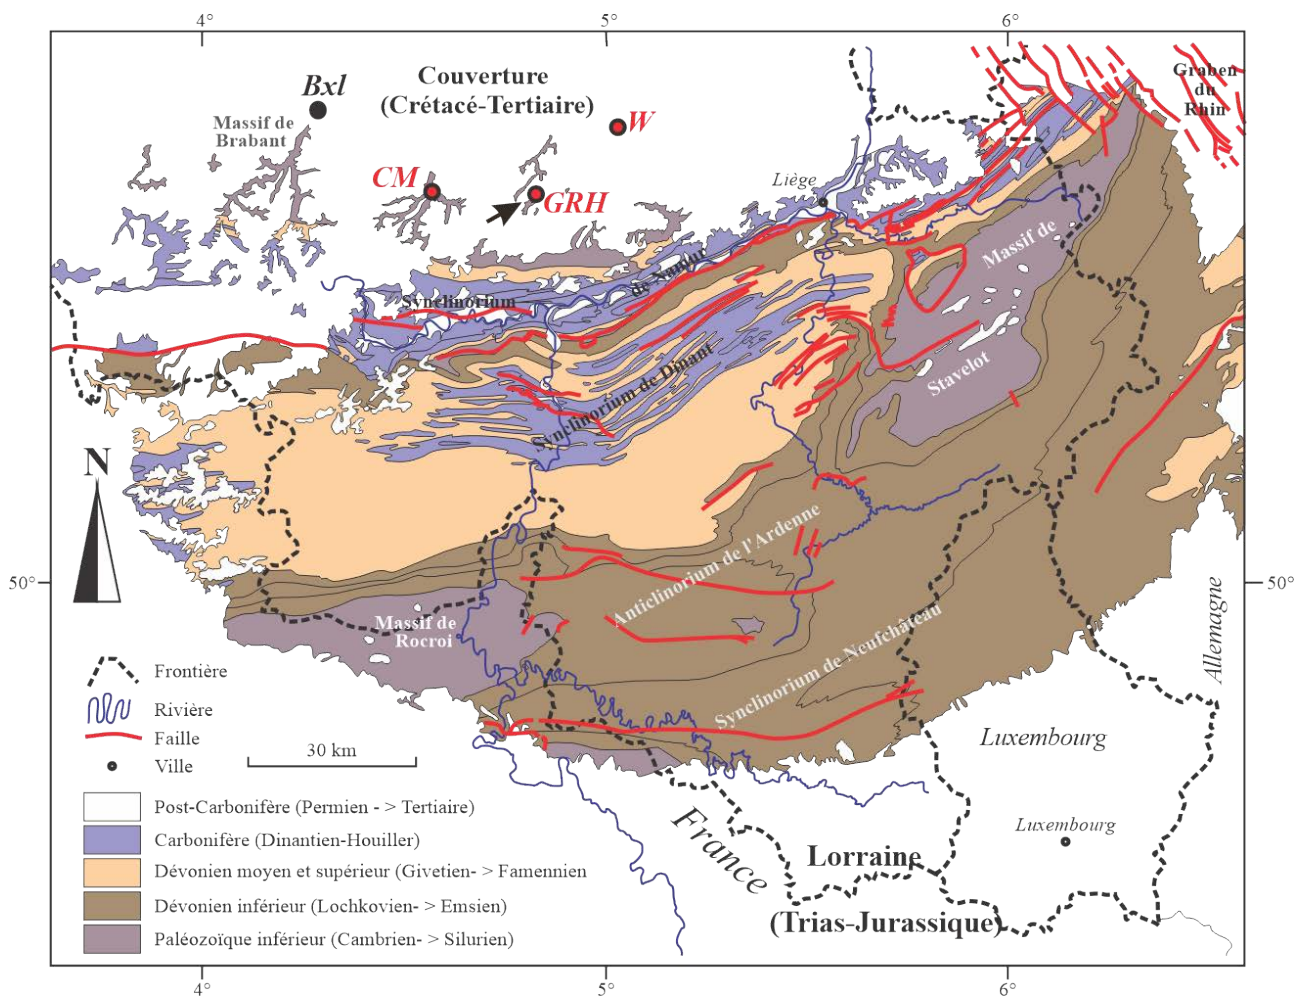 4°
5°
6°
Couverture
(Crétacé-Tertiaire)
Bxl
Massif de
Brabant
W
CM
GRH
Graben
du
Rhin
Liège
Massif de
Stavelot
Synclinorium
de Namur
Synclinorium de Dinant
N
50°
50°
Anticlinorium de l'Ardenne
Massif de
Rocroi
Synclinorium de Neufchâteau
Allemagne
Frontière
Rivière
Faille
Ville
30 km
Luxembourg
Luxembourg
France
Lorraine
(Trias-Jurassique)
Post-Carbonifère (Permien - > Tertiaire)
Carbonifère (Dinantien-Houiller)
Dévonien moyen et supérieur (Givetien- > Famennien
Dévonien inférieur (Lochkovien- > Emsien)
Paléozoïque inférieur (Cambrien- > Silurien)
4°
5°
6°